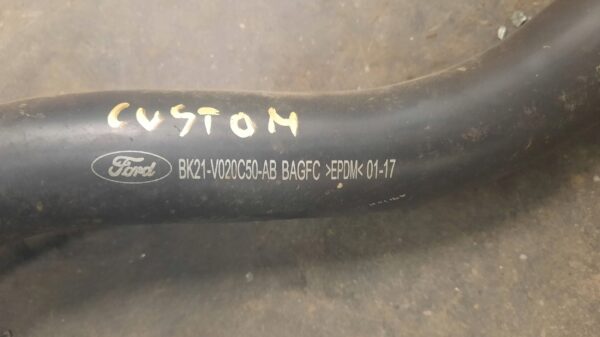 CUSTOM
Ford BK21-V020C50-AB BAGFC >EPDM< 01-17